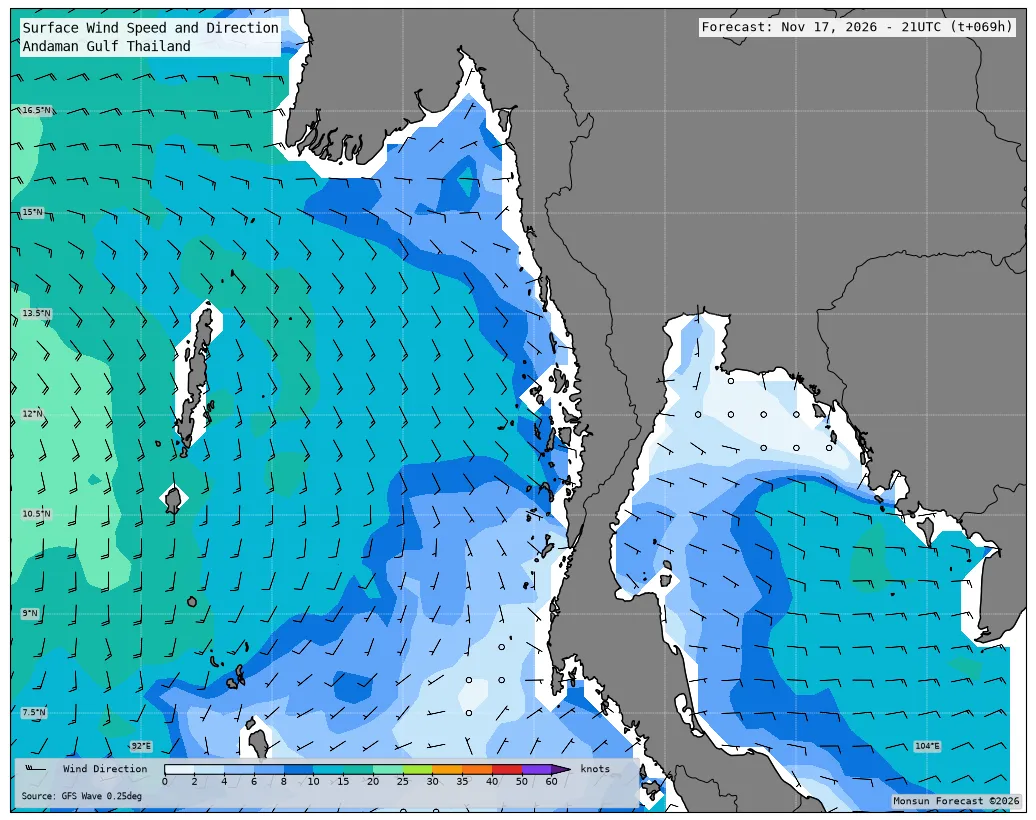 Surface Wind Speed and Direction
Andaman Gulf Thailand
Forecast: Nov 17, 2026 - 21UTC (t+069h)
16.5°N
15°N
13.5°N
12°N
10.5°N
9°N
7.5°N
92°E
104°E
Wind Direction
0 2 4 6 8 10 15 20 25 30 35 40 50 60
knots
Source: GFS Wave 0.25deg
Monsun Forecast ©2026